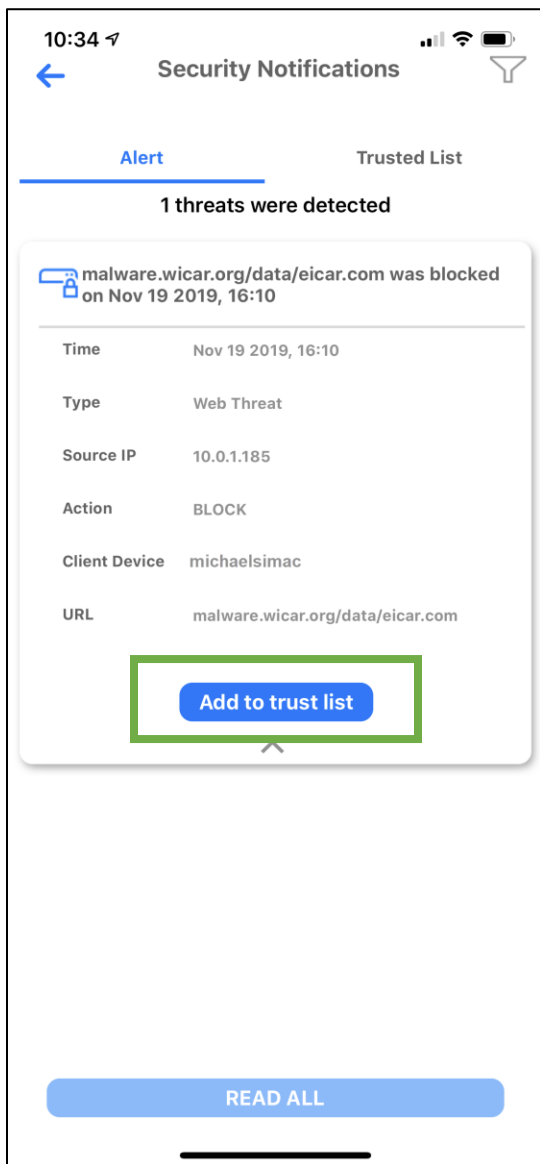 10:34
Security Notifications
Alert
Trusted List
1 threats were detected
malware.wicar.org/data/eicar.com was blocked
on Nov 19 2019, 16:10
Time Nov 19 2019, 16:10
Type Web Threat
Source IP 10.0.1.185
Action BLOCK
Client Device michaelsimac
URL malware.wicar.org/data/eicar.com
Add to trust list
READ ALL